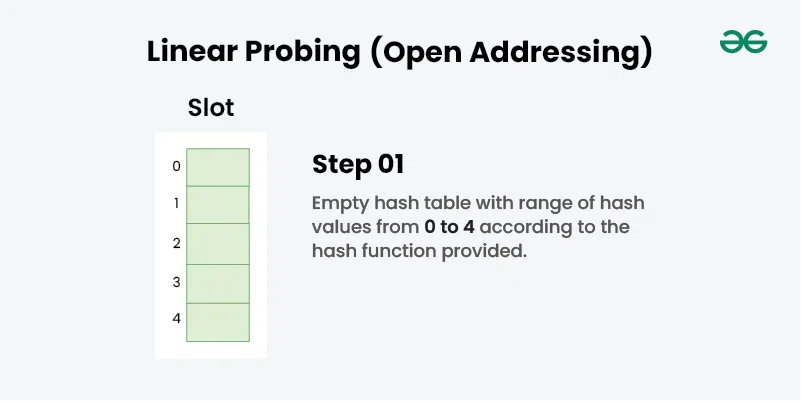 Linear Probing (Open Addressing)
Slot
0
1
2
3
4
Step 01
Empty hash table with range of hash
values from 0 to 4 according to the
hash function provided.